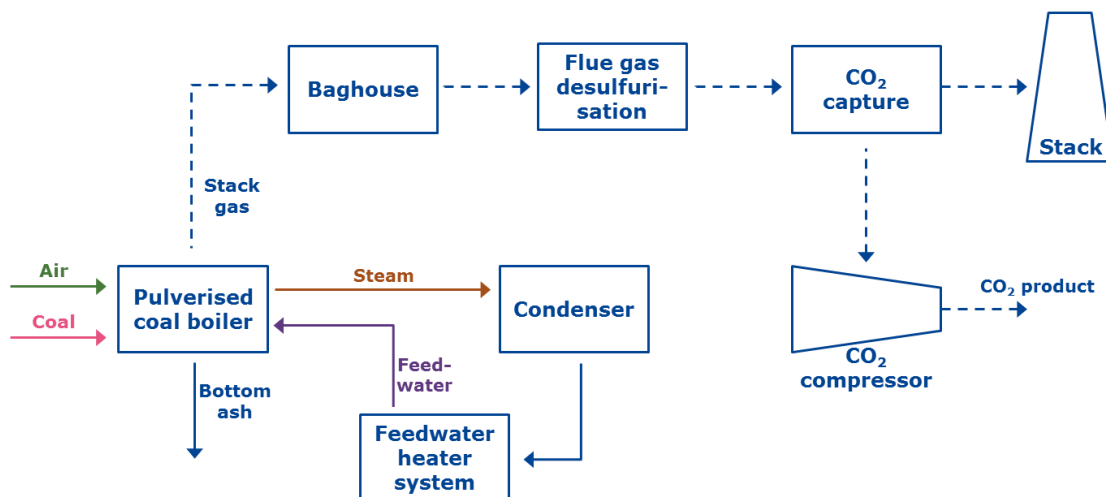 Baghouse
Flue gas
desulfuri-
sation
CO₂
capture
Stack
Stack
gas
Air
Coal
Pulverised
coal boiler
Steam
Condenser
CO₂ product
CO₂
compressor
Feed-
water
Bottom
ash
Feedwater
heater
system